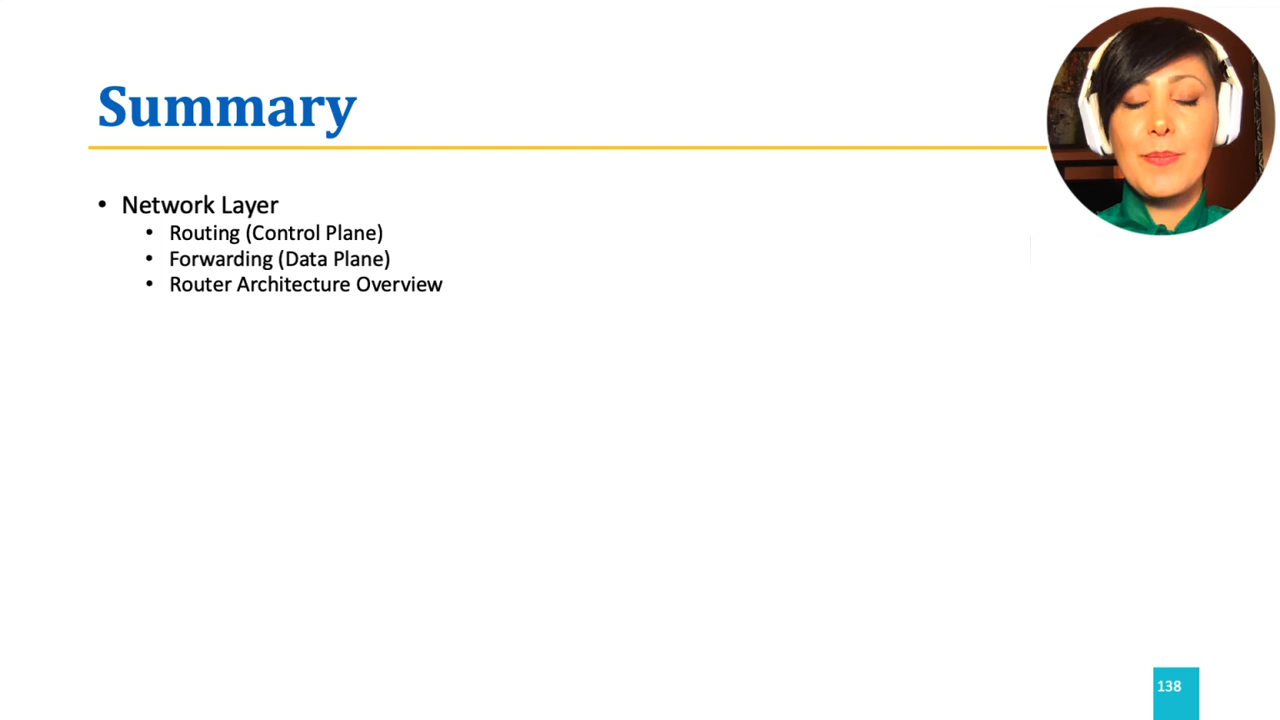 Summary
• Network Layer
• Routing (Control Plane)
• Forwarding (Data Plane)
• Router Architecture Overview
138